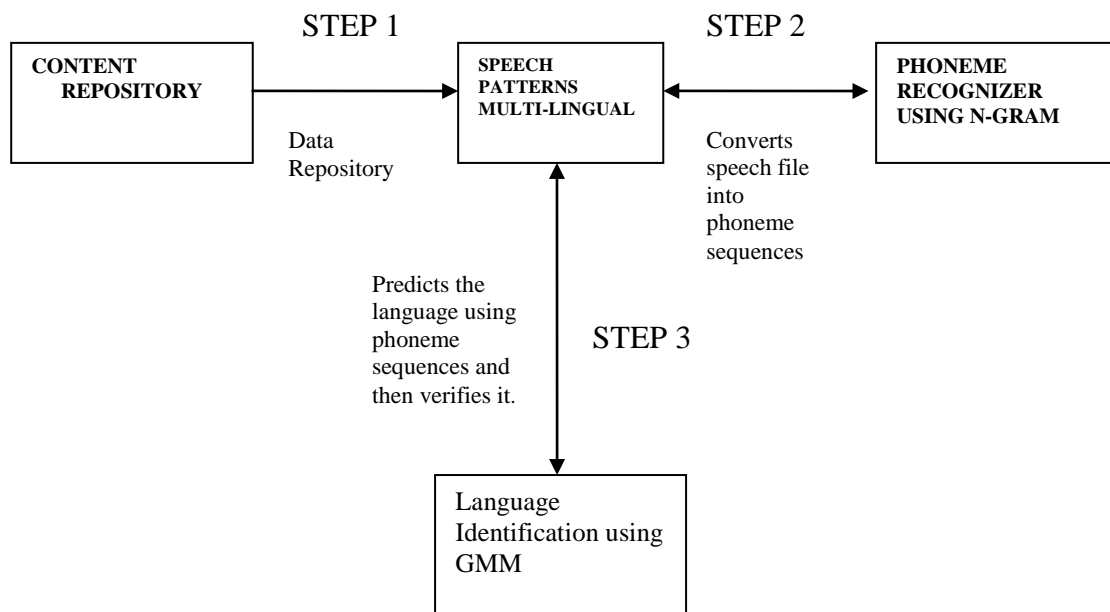 STEP 1
STEP 2
CONTENT
REPOSITORY
SPEECH
PATTERNS
MULTI-LINGUAL
PHONEME
RECOGNIZER
USING N-GRAM
Data
Repository
Converts
speech file
into
phoneme
sequences
Predicts the
language using
phoneme
sequences and
then verifies it.
STEP 3
Language
Identification using
GMM